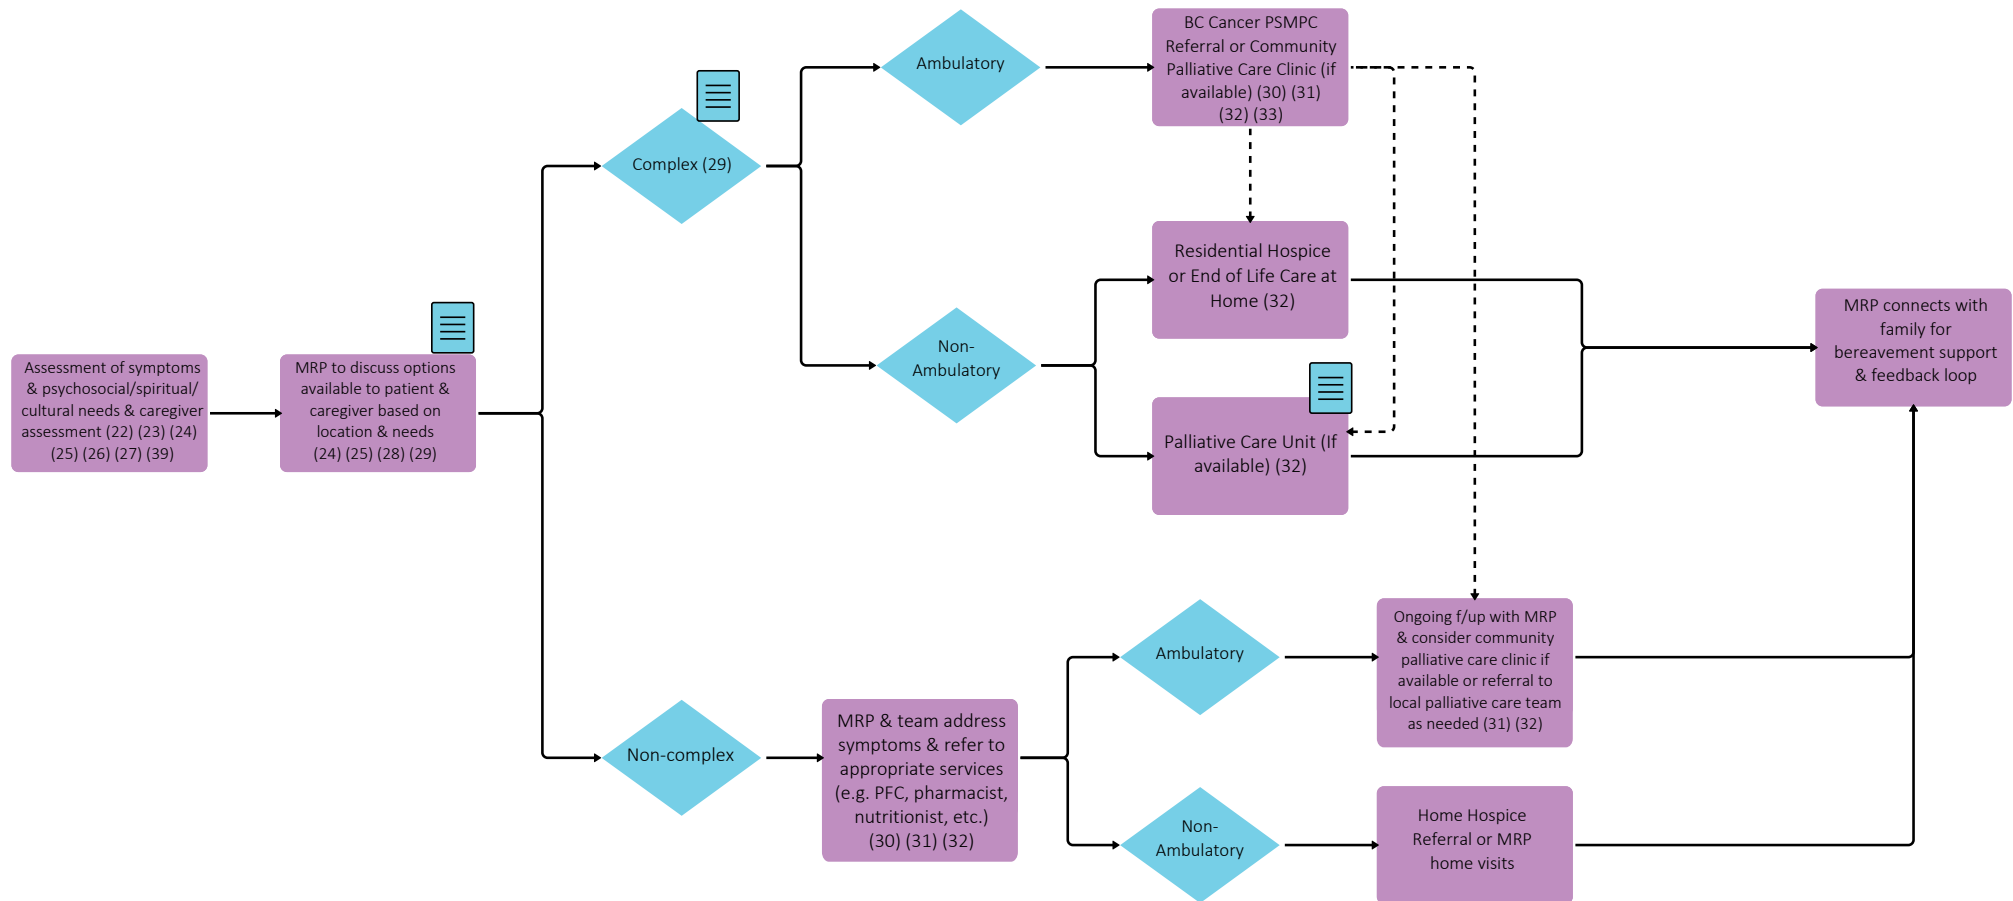 Assessment of symptoms
& psychosocial/spiritual/
cultural needs & caregiver
assessment (22) (23) (24)
(25) (26) (27) (39)
MRP to discuss options
available to patient &
caregiver based on
location & needs
(24) (25) (28) (29)
Complex (29)
Ambulatory
BC Cancer PSMPC
Referral or Community
Palliative Care Clinic (if
available) (30) (31)
(32) (33)
Non-
Ambulatory
Residential Hospice
or End of Life Care at
Home (32)
Palliative Care Unit (If
available) (32)
Non-complex
MRP & team address
symptoms & refer to
appropriate services
(e.g. PFC, pharmacist,
nutritionist, etc.)
(30) (31) (32)
Ambulatory
Ongoing f/up with MRP
& consider community
palliative care clinic if
available or referral to
local palliative care team
as needed (31) (32)
Non-
Ambulatory
Home Hospice
Referral or MRP
home visits
MRP connects with
family for
bereavement support
& feedback loop